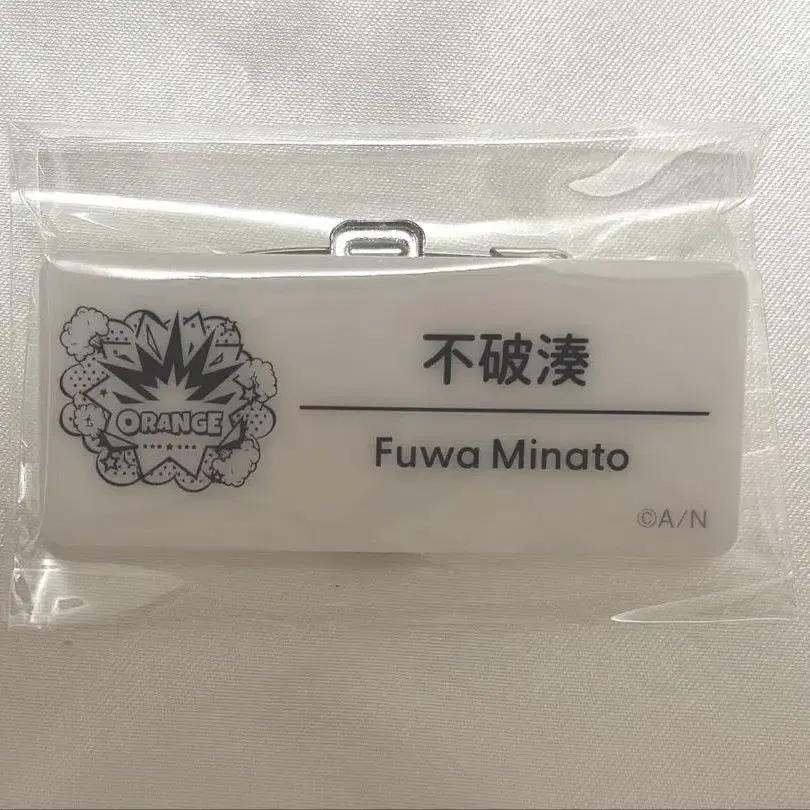 ORANGE
不破湊
Fuwa Minato
©A/N